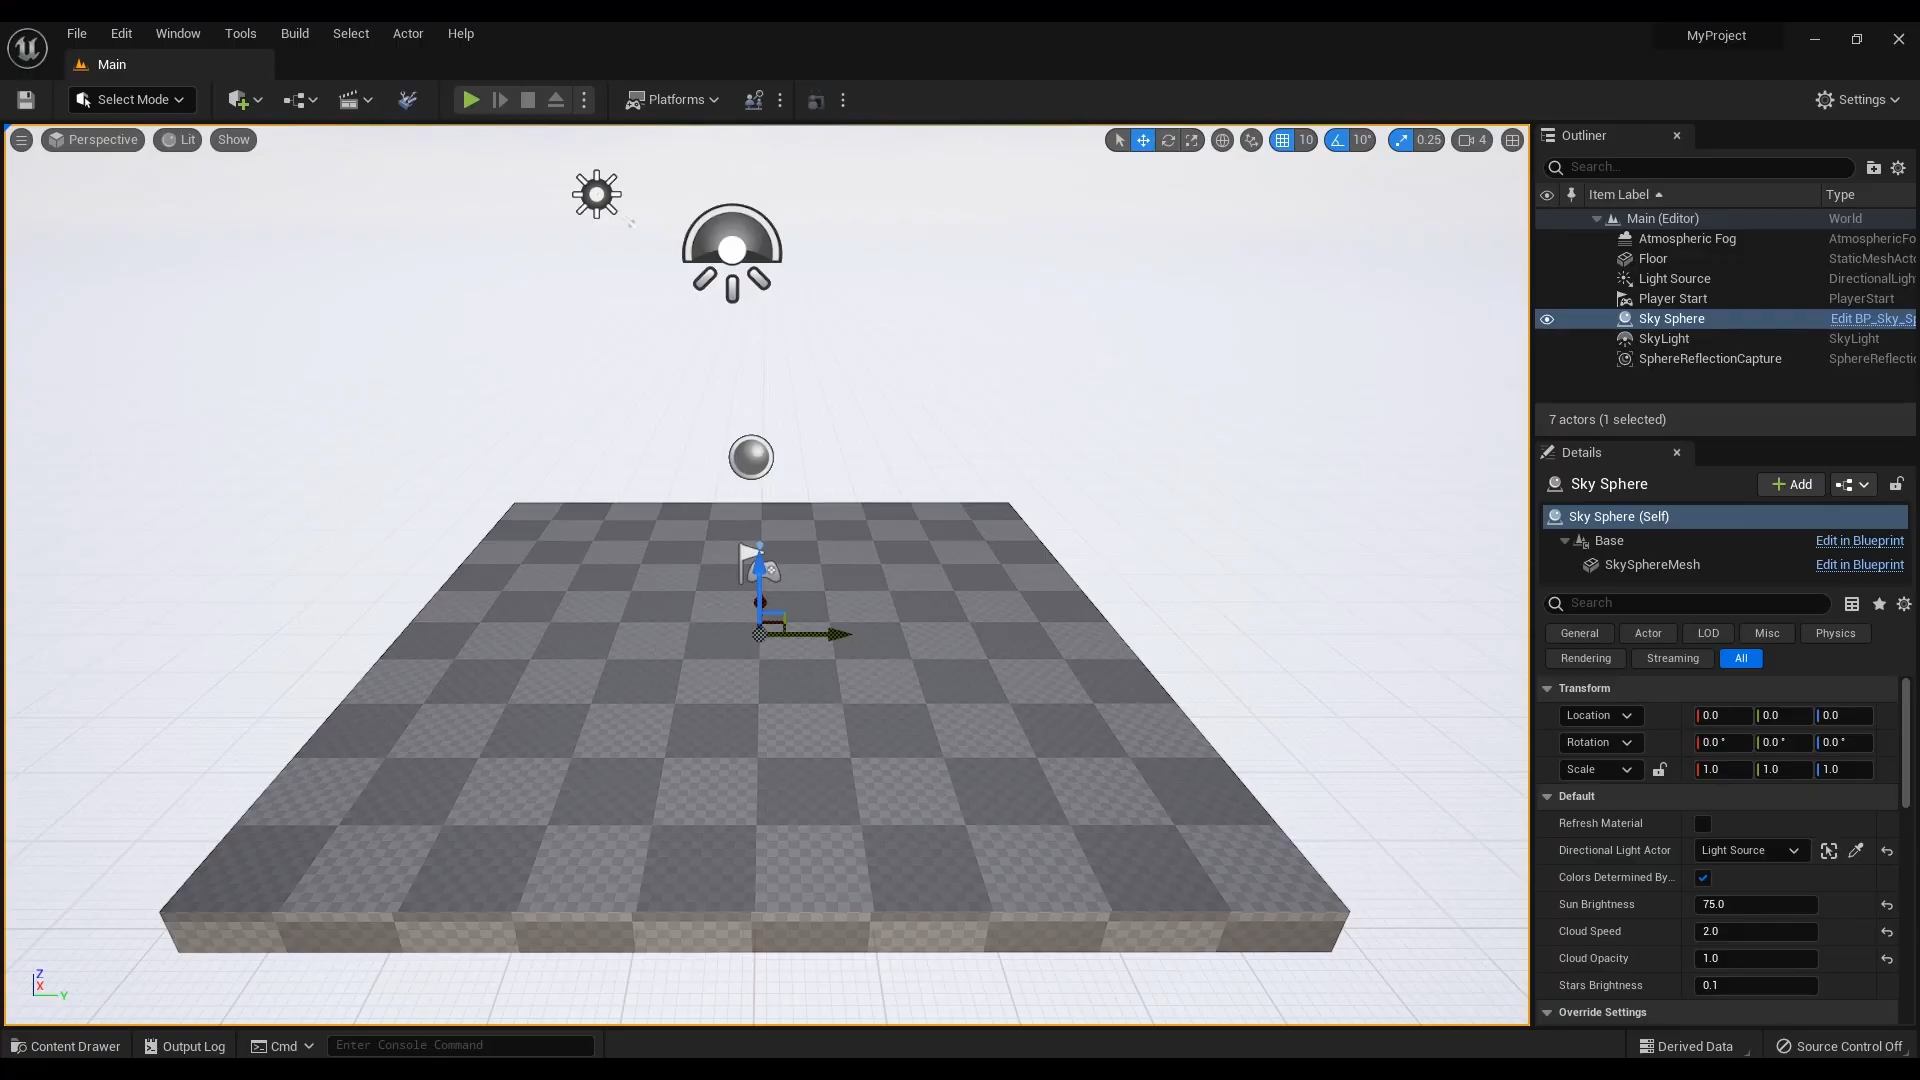 File Edit Window Tools Build Select Actor Help
MyProject
Main
Select Mode
Platforms
Settings
Perspective Lit Show
10 10° 0.25 4
Outliner
Search...
Item Label Type
Main (Editor) World
Atmospheric Fog AtmosphericFo
Floor StaticMeshActo
Light Source DirectionalLigh
Player Start PlayerStart
Sky Sphere Edit BP_Sky_Sp
SkyLight SkyLight
SphereReflectionCapture SphereReflectic
7 actors (1 selected)
Details
Sky Sphere
Add
Sky Sphere (Self)
Base Edit in Blueprint
SkySphereMesh Edit in Blueprint
Search
General Actor LOD Misc Physics
Rendering Streaming All
Transform
Location 0.0 0.0 0.0
Rotation 0.0 ° 0.0 ° 0.0 °
Scale 1.0 1.0 1.0
Default
Refresh Material
Directional Light Actor Light Source
Colors Determined By...
Sun Brightness 75.0
Cloud Speed 2.0
Cloud Opacity 1.0
Stars Brightness 0.1
Override Settings
Z
X
Y
Content Drawer Output Log Cmd Enter Console Command Derived Data Source Control Off